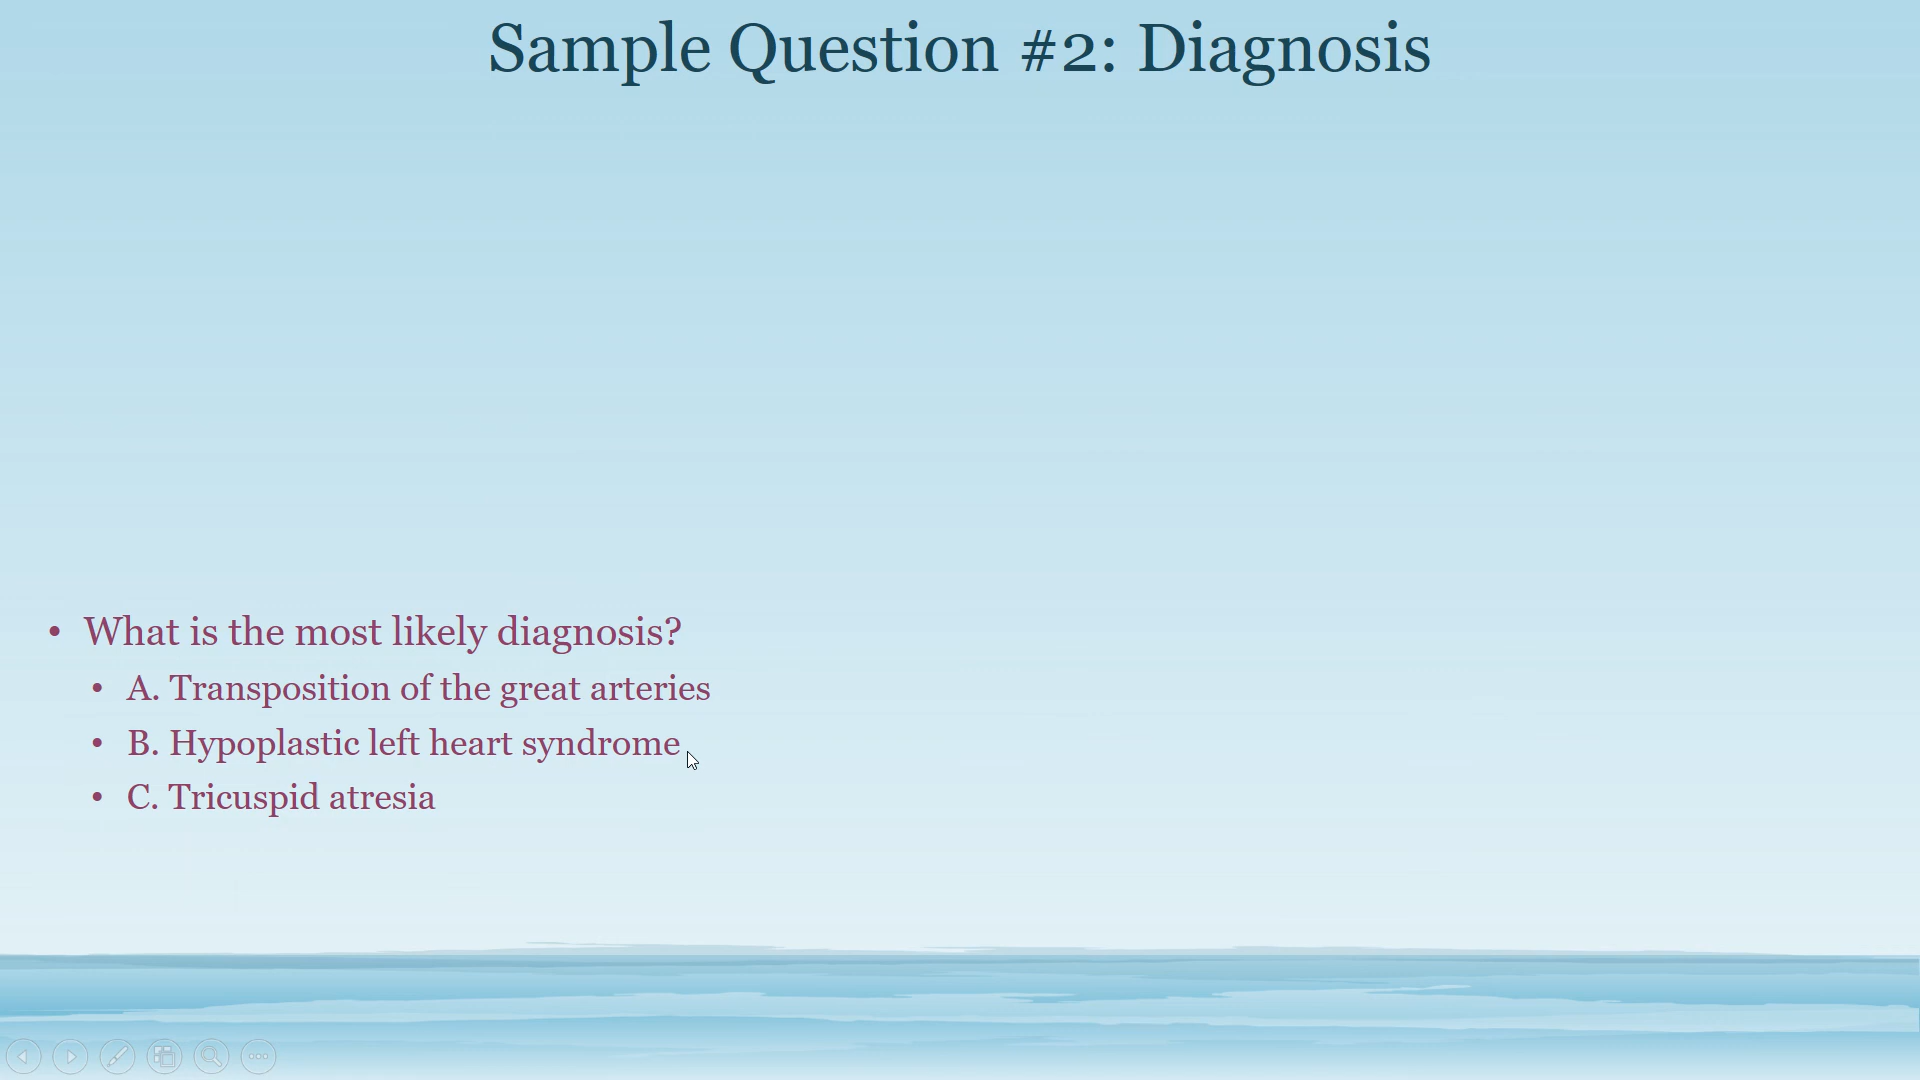 Sample Question #2: Diagnosis
• What is the most likely diagnosis?
• A. Transposition of the great arteries
• B. Hypoplastic left heart syndrome
• C. Tricuspid atresia